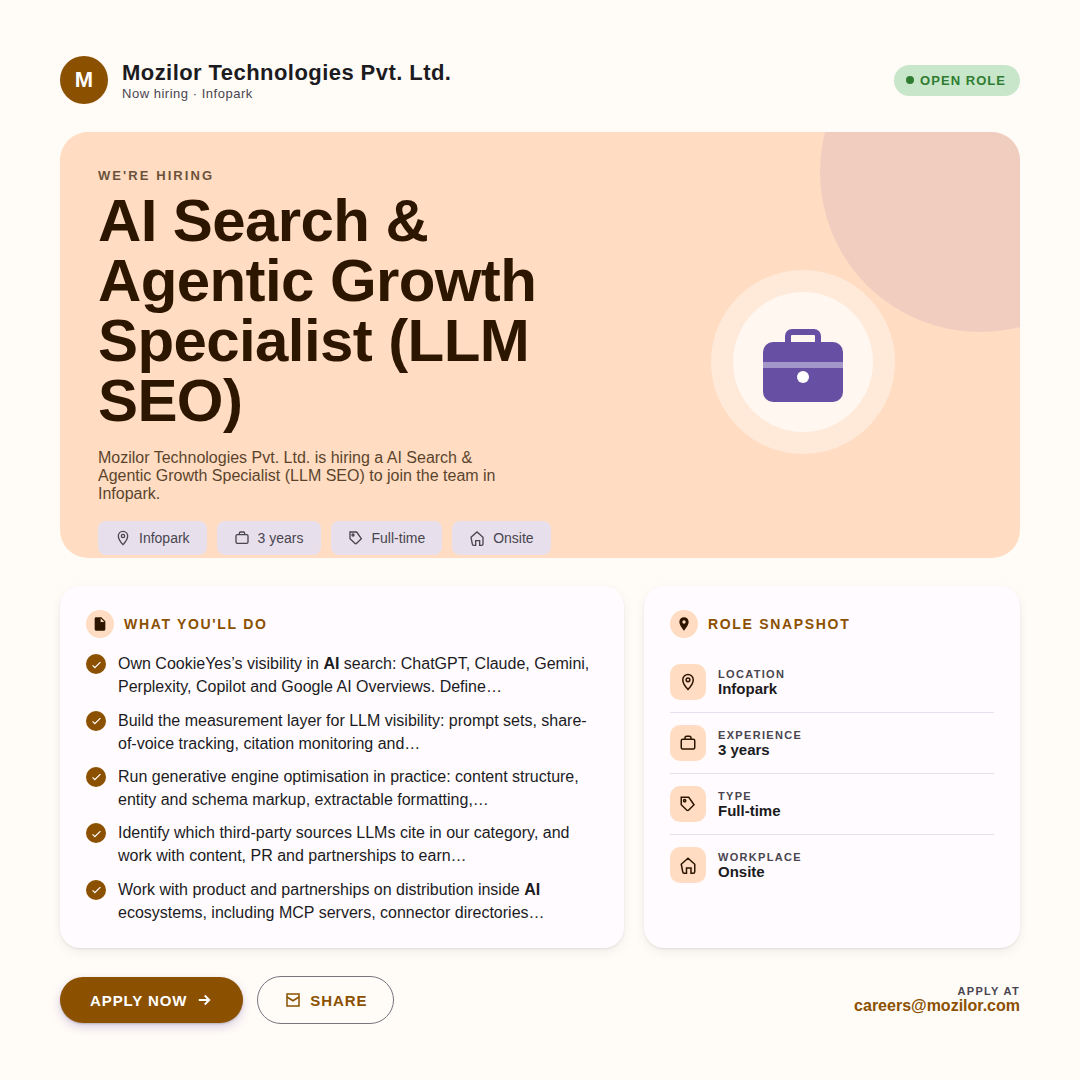 M
Mozilor Technologies Pvt. Ltd.
Now hiring · Infopark
OPEN ROLE
WE'RE HIRING
AI Search &
Agentic Growth
Specialist (LLM
SEO)
Mozilor Technologies Pvt. Ltd. is hiring a AI Search &
Agentic Growth Specialist (LLM SEO) to join the team in
Infopark.
Infopark
3 years
Full-time
Onsite
WHAT YOU'LL DO
Own CookieYes’s visibility in AI search: ChatGPT, Claude, Gemini,
Perplexity, Copilot and Google AI Overviews. Define…
Build the measurement layer for LLM visibility: prompt sets, share-
of-voice tracking, citation monitoring and…
Run generative engine optimisation in practice: content structure,
entity and schema markup, extractable formatting,…
Identify which third-party sources LLMs cite in our category, and
work with content, PR and partnerships to earn…
Work with product and partnerships on distribution inside AI
ecosystems, including MCP servers, connector directories…
ROLE SNAPSHOT
LOCATION
Infopark
EXPERIENCE
3 years
TYPE
Full-time
WORKPLACE
Onsite
APPLY NOW
SHARE
APPLY AT
careers@mozilor.com